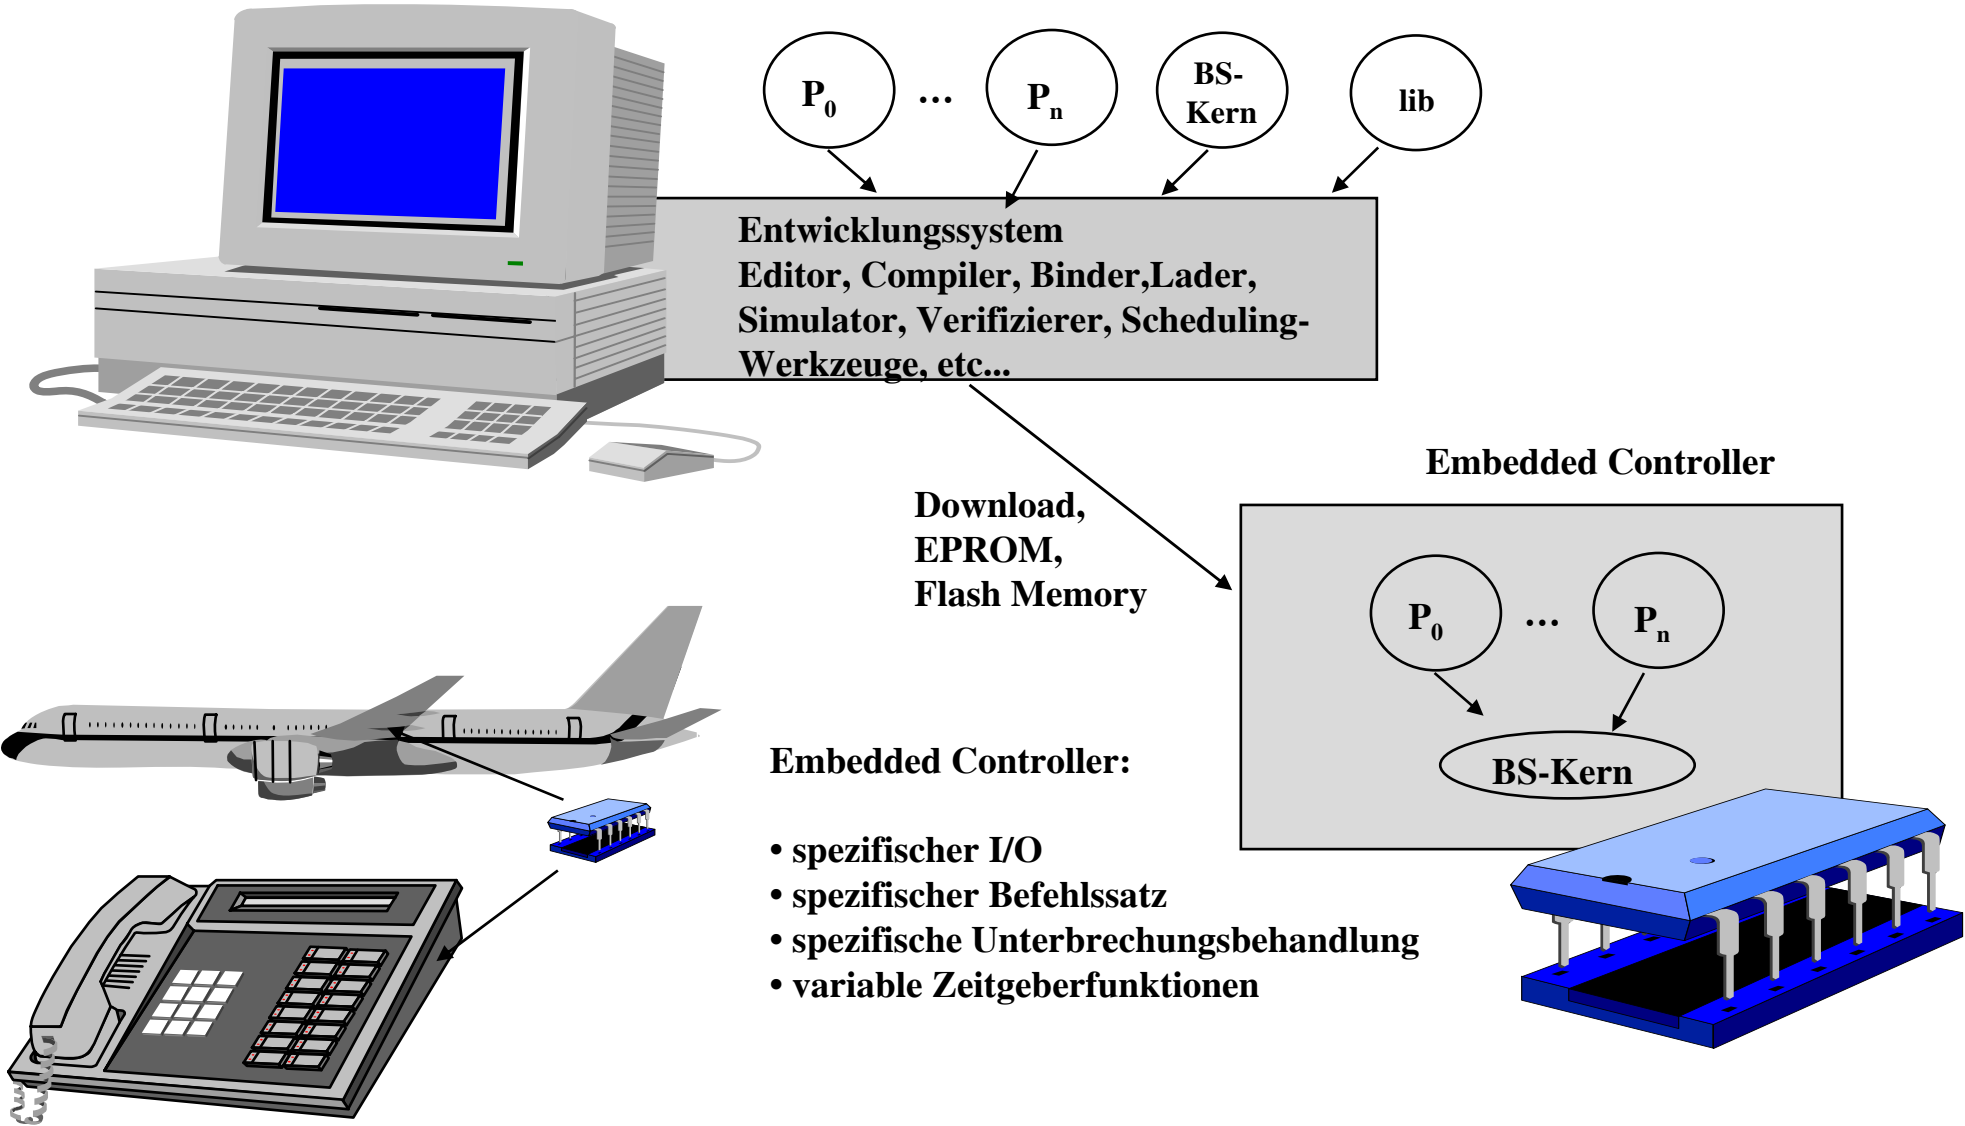 P0 ... Pn
BS-
Kern
lib
Entwicklungssystem
Editor, Compiler, Binder,Lader,
Simulator, Verifizierer, Scheduling-
Werkzeuge, etc...
Embedded Controller
Download,
EPROM,
Flash Memory
P0 ... Pn
BS-Kern
Embedded Controller:
• spezifischer I/O
• spezifischer Befehlssatz
• spezifische Unterbrechungsbehandlung
• variable Zeitgeberfunktionen